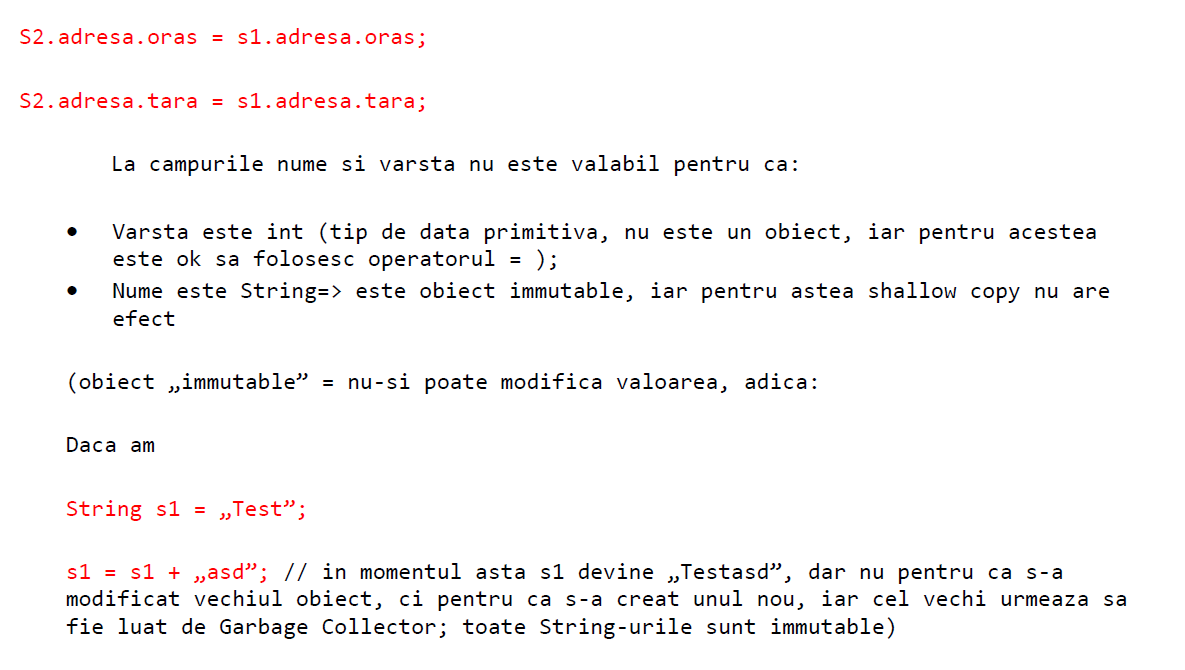 S2.adresa.oras = s1.adresa.oras;
S2.adresa.tara = s1.adresa.tara;
La campurile nume si varsta nu este valabil pentru ca:
• Varsta este int (tip de data primitiva, nu este un obiect, iar pentru acestea
este ok sa folosesc operatorul = );
• Nume este String=> este obiect immutable, iar pentru astea shallow copy nu are
efect
(obiect „immutable” = nu-si poate modifica valoarea, adica:
Daca am
String s1 = „Test”;
s1 = s1 + „asd”; // in momentul asta s1 devine „Testasd”, dar nu pentru ca s-a
modificat vechiul obiect, ci pentru ca s-a creat unul nou, iar cel vechi urmeaza sa
fie luat de Garbage Collector; toate String-urile sunt immutable)